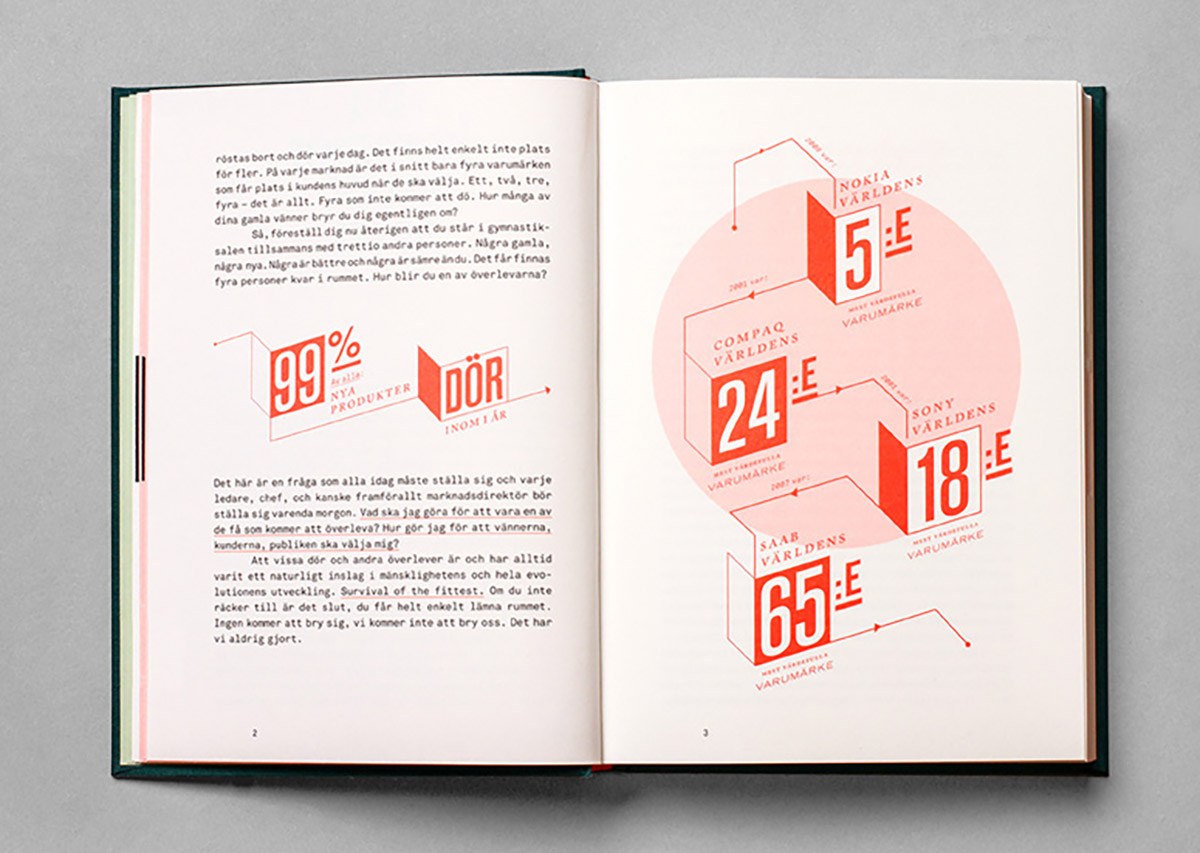 röstas bort och dör varje dag. Det finns helt enkelt inte plats
för fler. På varje marknad är det i snitt bara fyra varumärken
som får plats i kundens huvud när de ska välja. Ett, två, tre,
fyra – det är allt. Fyra som inte kommer att dö. Hur många av
dina gamla vänner bryr du dig egentligen om?
Så, föreställ dig nu återigen att du står i gymnastik-
salen tillsammans med trettio andra personer. Några gamla,
några nya. Några är bättre och några är sämre ändu. Det får finnas
fyra personer kvar i rummet. Hur blir du en av överlevarna?
99%
Av alla:
NYA
PRODUKTER
DÖR
INOM 1 ÅR
Det här är en fråga som alla idag måste ställa sig och varje
ledare, chef, och kanske framförallt marknadsdirektör bör
ställa sig varenda morgon. Vad ska jag göra för att vara en av
de få som kommer att överleva? Hur gör jag för att vännerna,
kunderna, publiken ska välja mig?
Att vissa dör och andra överlever är och har alltid
varit ett naturligt inslag i mänsklighetens och hela evo-
lutionens utveckling. Survival of the fittest. Om du inte
räcker till är det slut, du får helt enkelt lämna rummet.
Ingen kommer att bry sig, vi kommer inte att bry oss. Det har
vi aldrig gjort.
2
var:
NOKIA
VÄRLDENS
5:E
MEST VÄRDEFULLA
VARUMÄRKE
2001 var:
COMPAQ
VÄRLDENS
24:E
MEST VÄRDEFULLA
VARUMÄRKE
2001 var:
SONY
VÄRLDENS
18:E
MEST VÄRDEFULLA
VARUMÄRKE
2007 var:
SAAB
VÄRLDENS
65:E
MEST VÄRDEFULLA
VARUMÄRKE
3